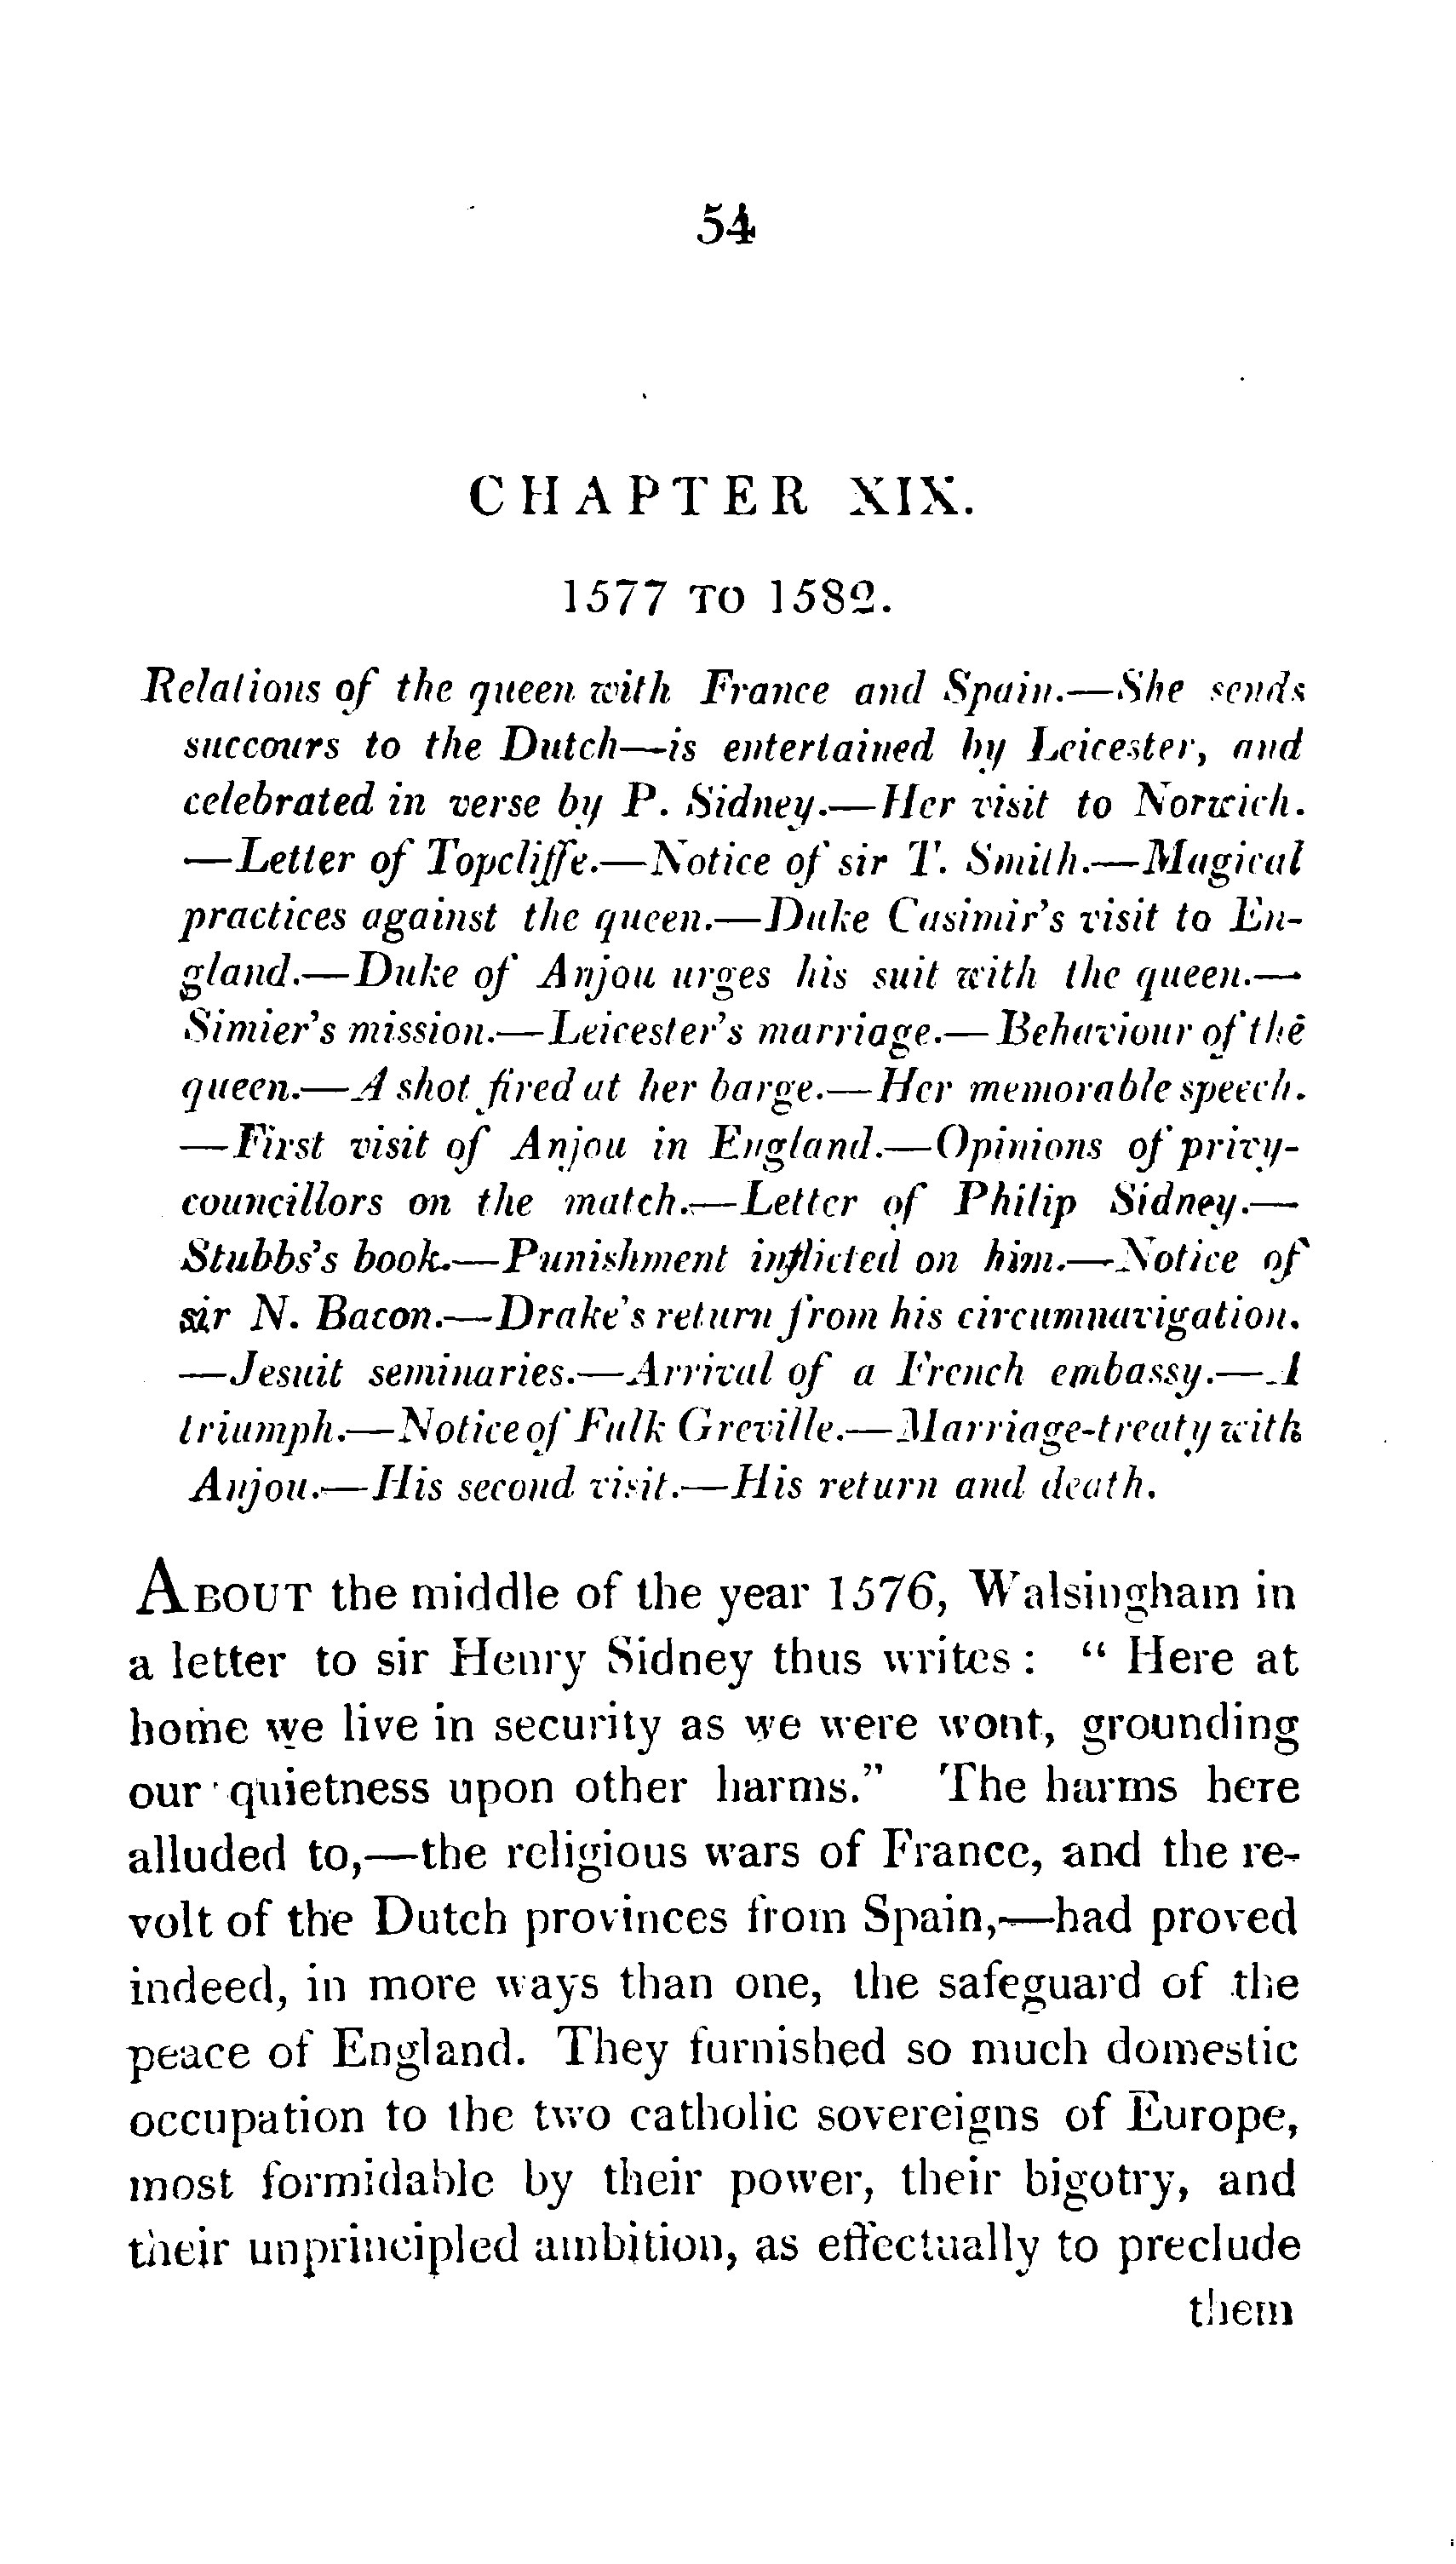 54
CHAPTER XIX.
1577 TO 1582.
Relations of the queen with France and Spain.—She sends
succours to the Dutch—is entertained by Leicester, and
celebrated in verse by P. Sidney.—Her visit to Norwich.
—Letter of Topcliffe.—Notice of sir T. Smith.—Magical
practices against the queen.—Duke Casimir's visit to En-
gland.—Duke of Anjou urges his suit with the queen.—
Simier's mission.—Leicester's marriage.—Behaviour of the
queen.—A shot fired at her barge.—Her memorable speech.
—First visit of Anjou in England.—Opinions of privy-
councillors on the match.—Letter of Philip Sidney.—
Stubbs's book.—Punishment inflicted on him.—Notice of
sir N. Bacon.—Drake's return from his circumnavigation.
—Jesuit seminaries.—Arrival of a French embassy.—A
triumph.—Notice of Fulk Greville.—Marriage-treaty with
Anjou.—His second visit.—His return and death.
ABOUT the middle of the year 1576, Walsingham in
a letter to sir Henry Sidney thus writes : " Here at
home we live in security as we were wont, grounding
our quietness upon other harms." The harms here
alluded to,—the religious wars of France, and the re-
volt of the Dutch provinces from Spain,—had proved
indeed, in more ways than one, the safeguard of the
peace of England. They furnished so much domestic
occupation to the two catholic sovereigns of Europe,
most formidable by their power, their bigotry, and
their unprincipled ambition, as effectually to preclude
them